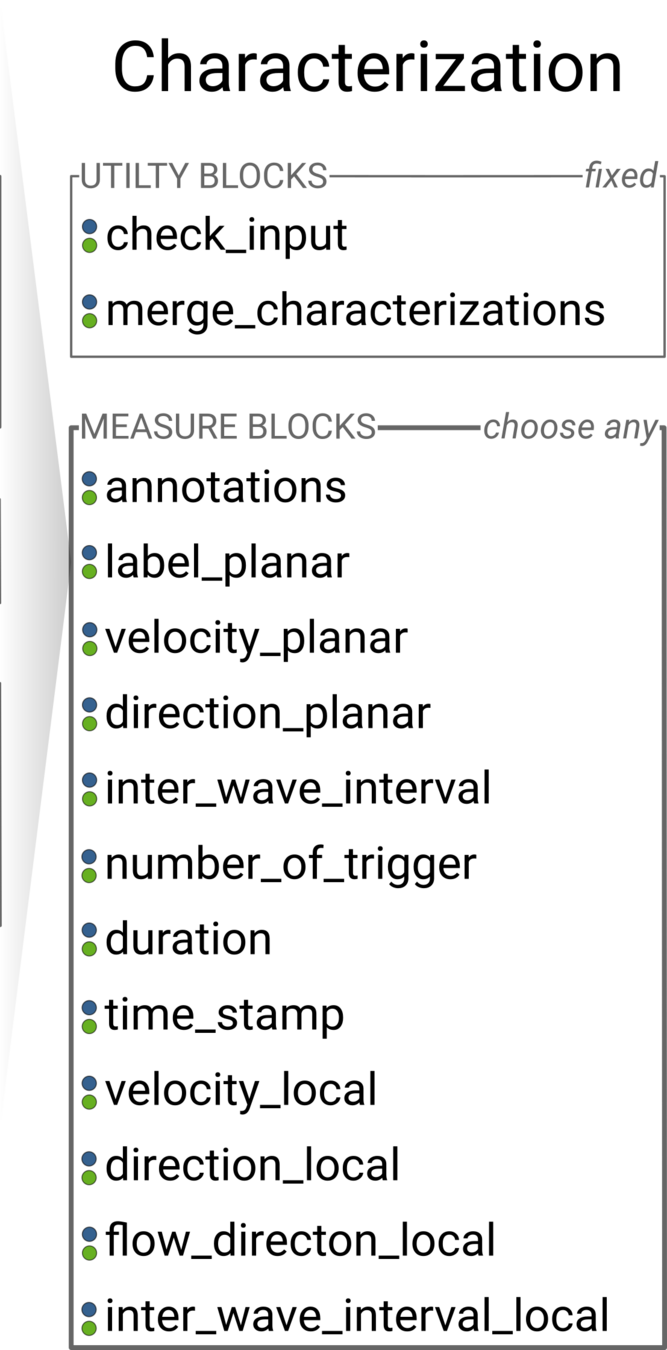 Characterization
UTILTY BLOCKS fixed
check_input
merge_characterizations
MEASURE BLOCKS choose any
annotations
label_planar
velocity_planar
direction_planar
inter_wave_interval
number_of_trigger
duration
time_stamp
velocity_local
direction_local
flow_directon_local
inter_wave_interval_local